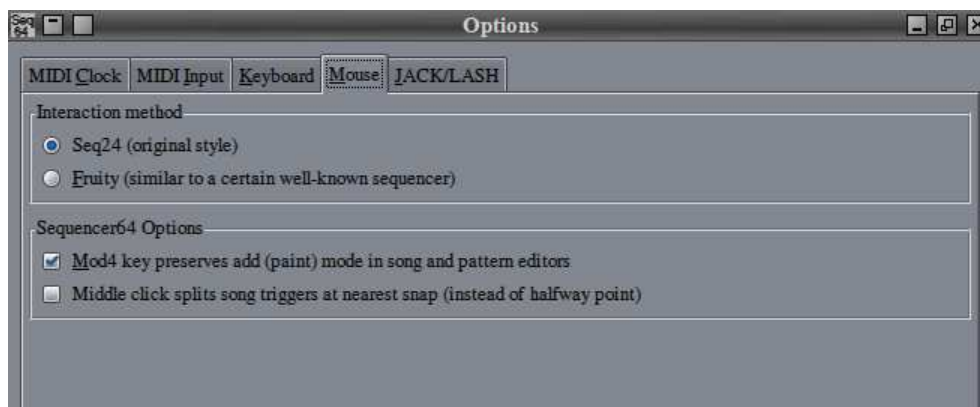 Seq 64 Options
MIDI Clock MIDI Input Keyboard Mouse JACK/LASH
Interaction method
Seq24 (original style)
Fruity (similar to a certain well-known sequencer)
Sequencer64 Options
Mod4 key preserves add (paint) mode in song and pattern editors
Middle click splits song triggers at nearest snap (instead of halfway point)